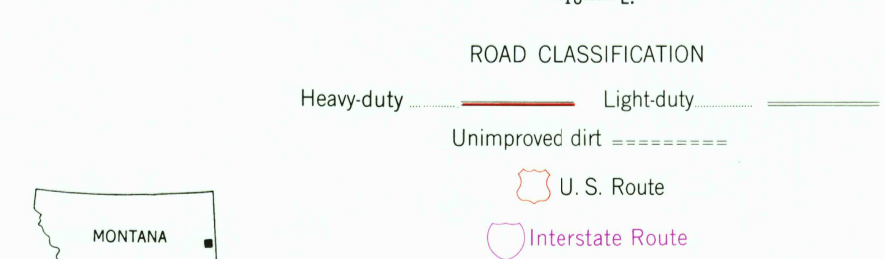 ROAD CLASSIFICATION
Heavy-duty Light-duty
Unimproved dirt
U. S. Route
MONTANA
Interstate Route